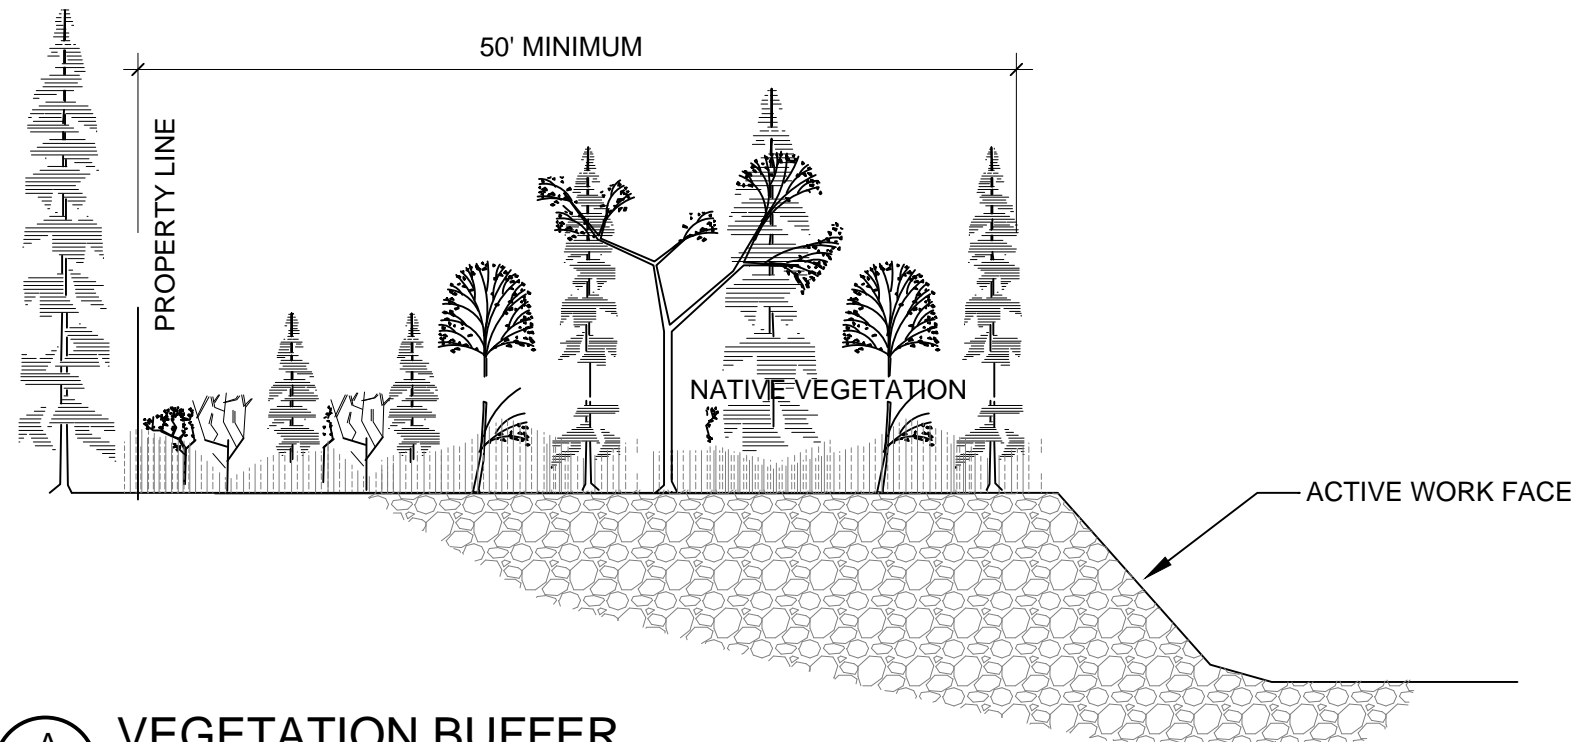 50' MINIMUM
PROPERTY LINE
NATIVE VEGETATION
ACTIVE WORK FACE
A
VEGETATION BUFFER